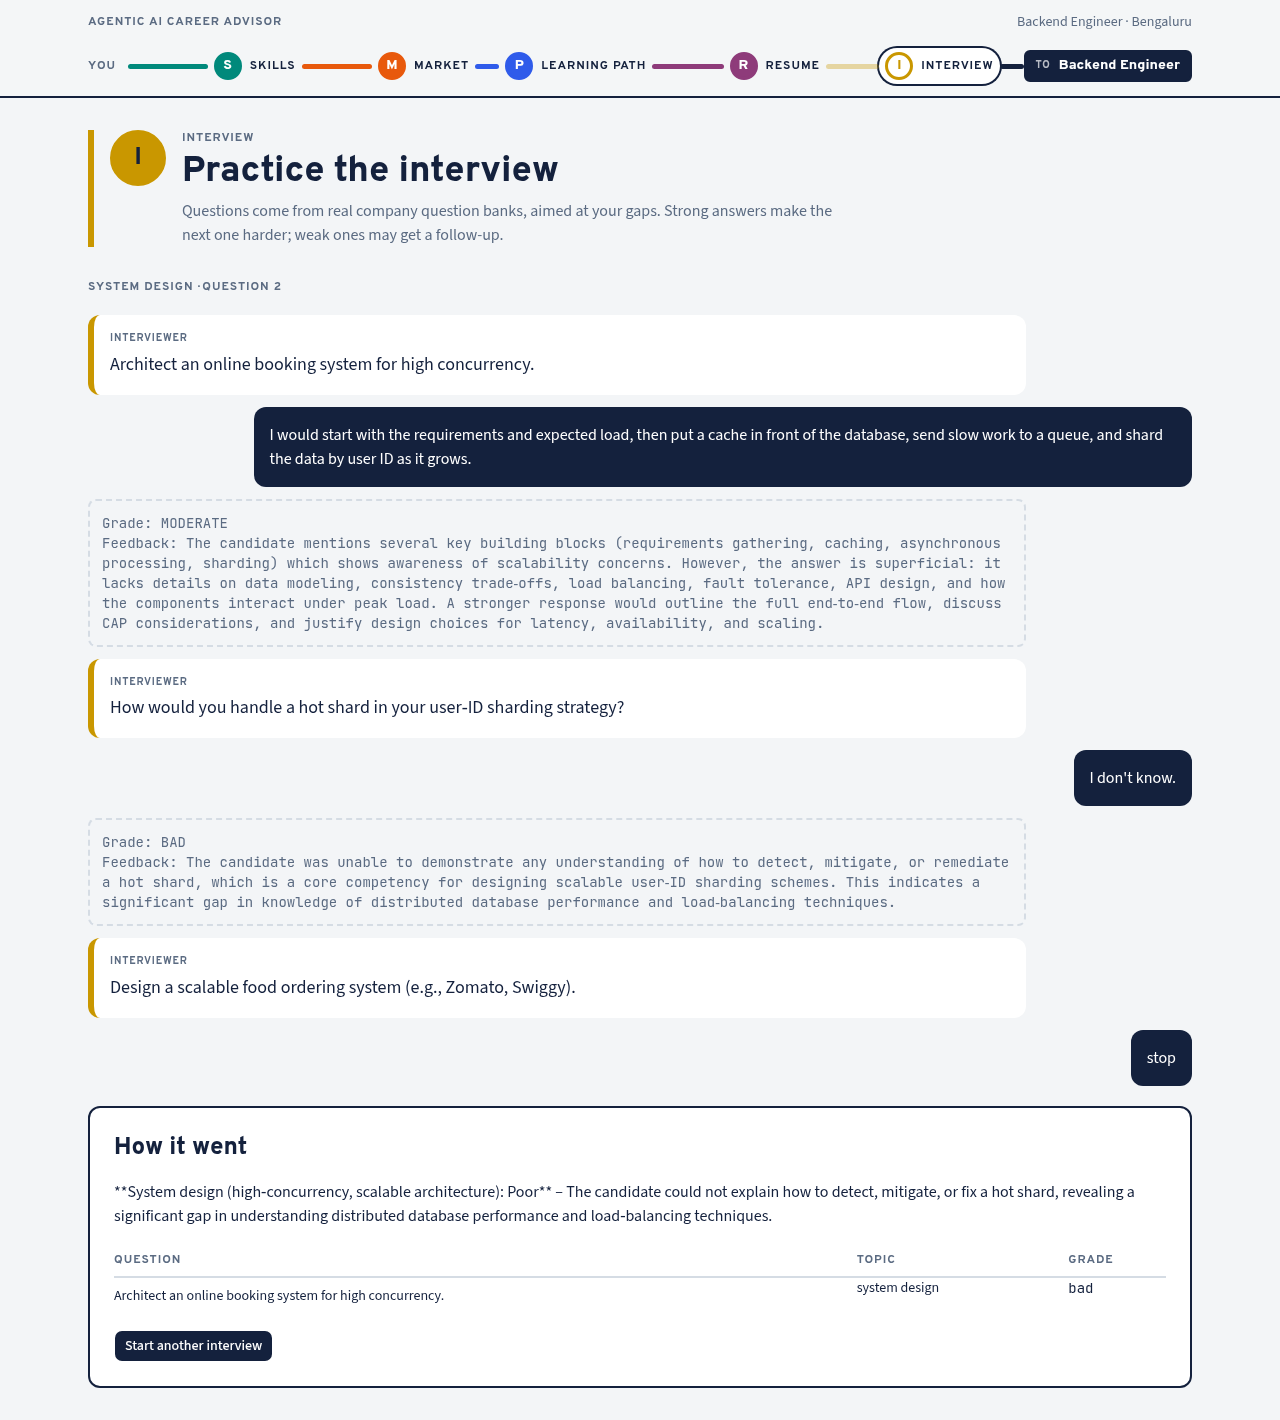 AGENTIC AI CAREER ADVISOR
Backend Engineer · Bengaluru
YOU S SKILLS M MARKET P LEARNING PATH R RESUME I INTERVIEW TO Backend Engineer
I
INTERVIEW
Practice the interview
Questions come from real company question banks, aimed at your gaps. Strong answers make the
next one harder; weak ones may get a follow-up.
SYSTEM DESIGN ·QUESTION 2
INTERVIEWER
Architect an online booking system for high concurrency.
I would start with the requirements and expected load, then put a cache in front of the database, send slow work to a queue, and shard
the data by user ID as it grows.
Grade: MODERATE
Feedback: The candidate mentions several key building blocks (requirements gathering, caching, asynchronous
processing, sharding) which shows awareness of scalability concerns. However, the answer is superficial: it
lacks details on data modeling, consistency trade-offs, load balancing, fault tolerance, API design, and how
the components interact under peak load. A stronger response would outline the full end-to-end flow, discuss
CAP considerations, and justify design choices for latency, availability, and scaling.
INTERVIEWER
How would you handle a hot shard in your user-ID sharding strategy?
I don't know.
Grade: BAD
Feedback: The candidate was unable to demonstrate any understanding of how to detect, mitigate, or remediate
a hot shard, which is a core competency for designing scalable user-ID sharding schemes. This indicates a
significant gap in knowledge of distributed database performance and load-balancing techniques.
INTERVIEWER
Design a scalable food ordering system (e.g., Zomato, Swiggy).
stop
How it went
**System design (high-concurrency, scalable architecture): Poor** – The candidate could not explain how to detect, mitigate, or fix a hot shard, revealing a
significant gap in understanding distributed database performance and load-balancing techniques.
QUESTION TOPIC GRADE
Architect an online booking system for high concurrency. system design bad
Start another interview